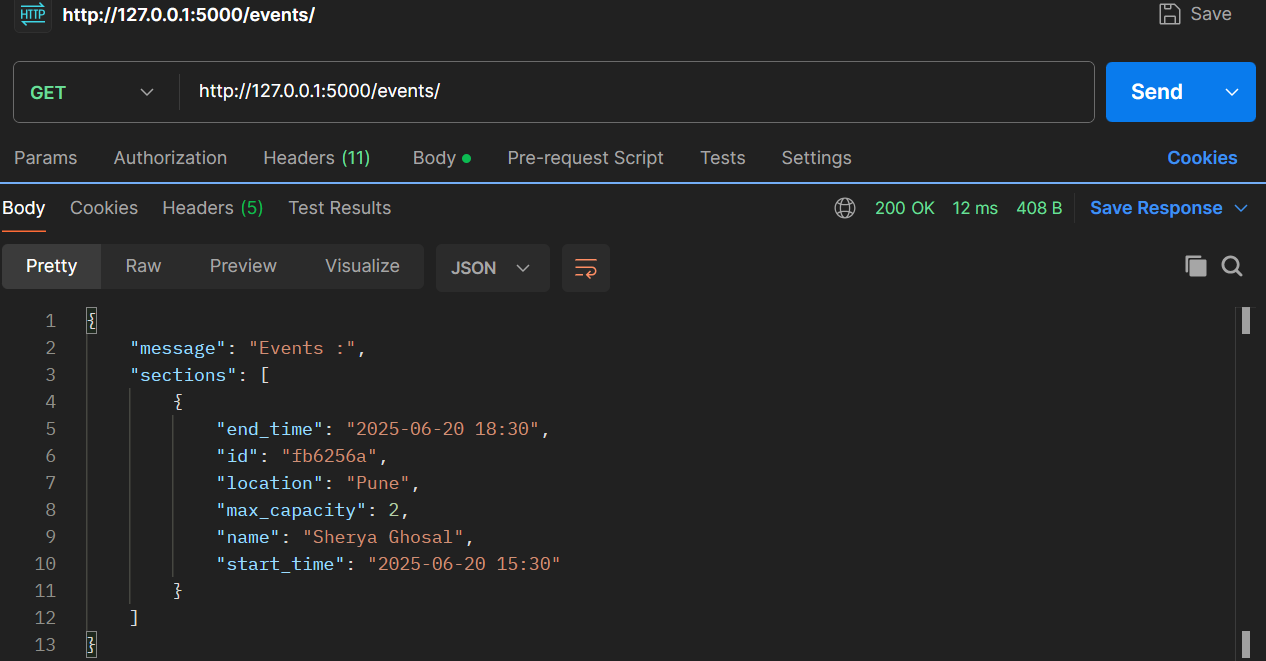 HTTP http://127.0.0.1:5000/events/ Save
GET http://127.0.0.1:5000/events/ Send
Params Authorization Headers (11) Body Pre-request Script Tests Settings Cookies
Body Cookies Headers (5) Test Results 200 OK 12 ms 408 B Save Response
Pretty Raw Preview Visualize JSON
1 {
2 "message": "Events :",
3 "sections": [
4 {
5 "end_time": "2025-06-20 18:30",
6 "id": "fb6256a",
7 "location": "Pune",
8 "max_capacity": 2,
9 "name": "Sherya Ghosal",
10 "start_time": "2025-06-20 15:30"
11 }
12 ]
13 }